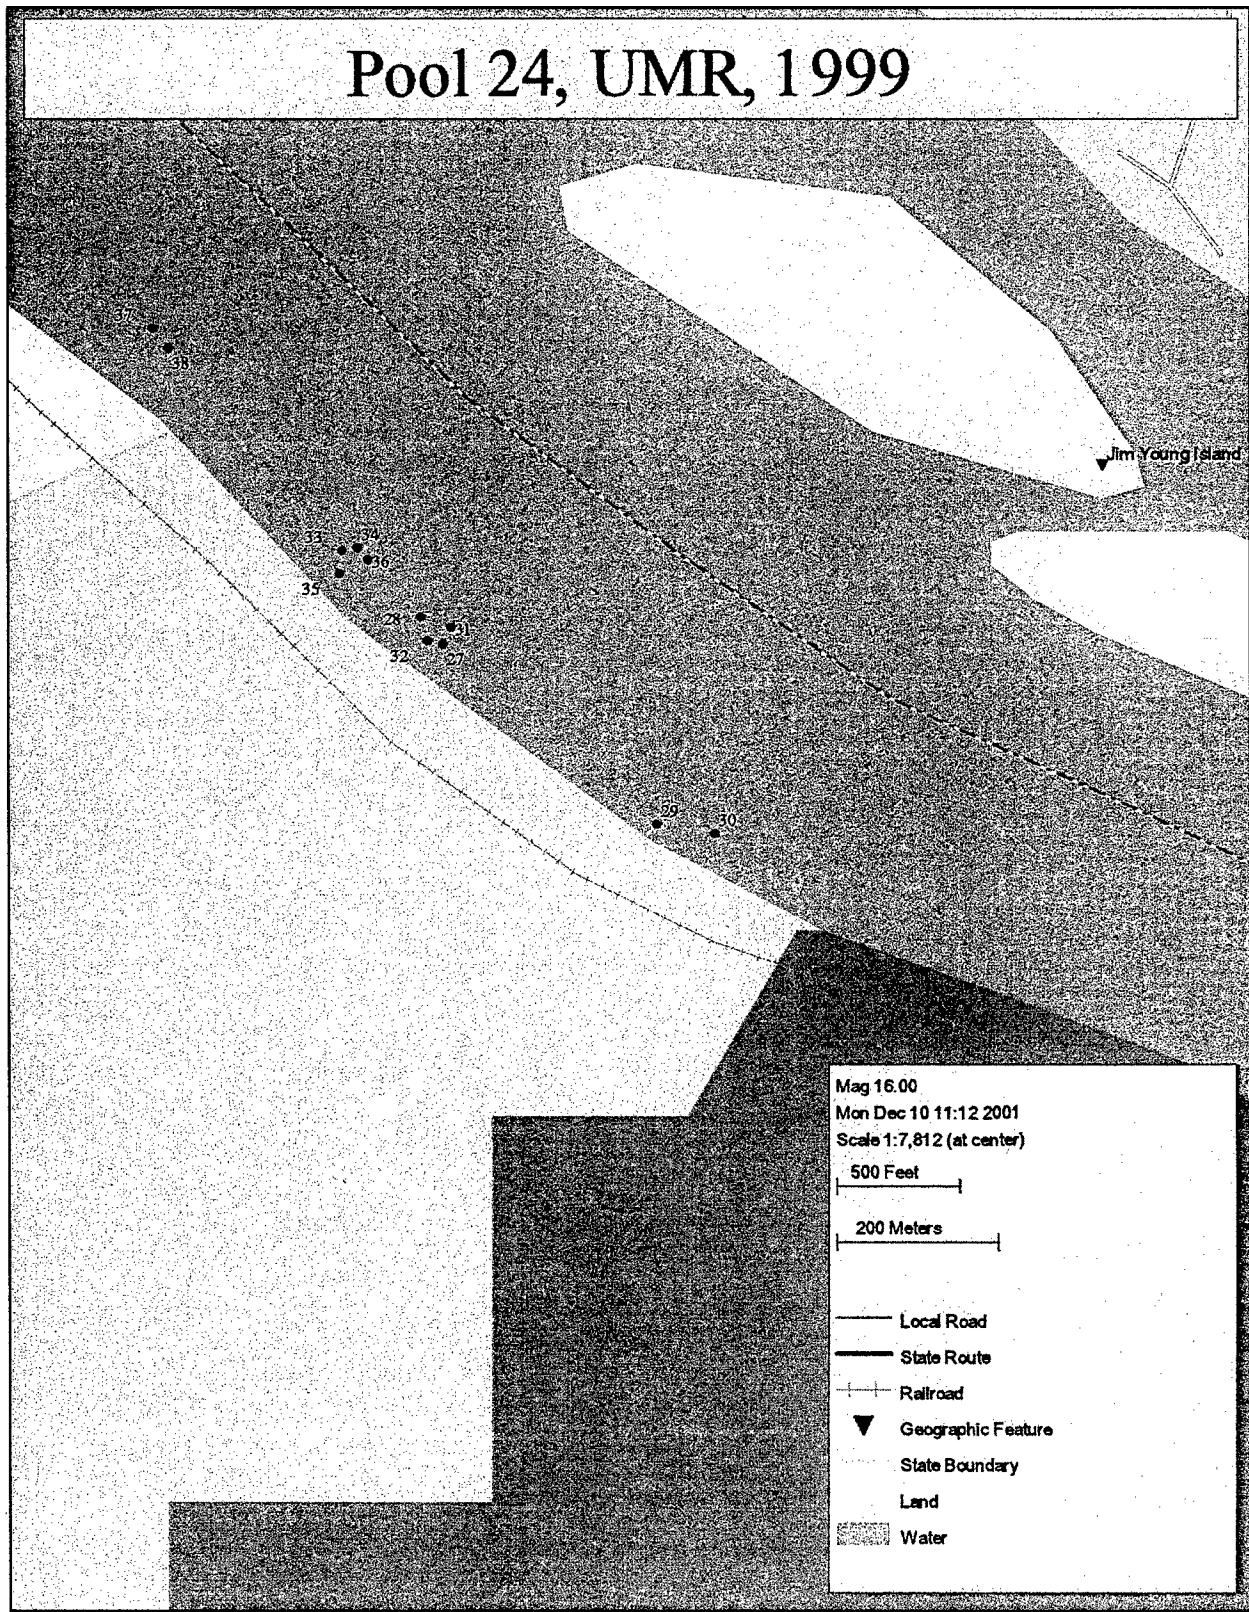 Pool 24, UMR, 1999
37
38
Jim Young Island
33
34
36
35
28
31
32
27
29
30
Mag 16.00
Mon Dec 10 11:12 2001
Scale 1:7,812 (at center)
500 Feet
200 Meters
Local Road
State Route
Railroad
Geographic Feature
State Boundary
Land
Water